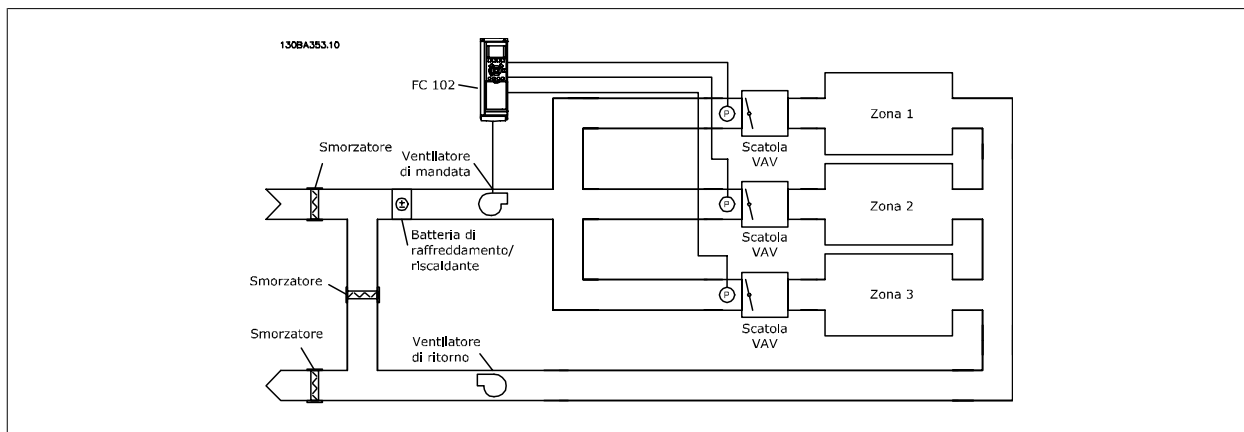 130BA353.10
FC 102
Smorzatore
Ventilatore
di mandata
Batteria di
raffreddamento/
riscaldante
Smorzatore
Smorzatore
Ventilatore
di ritorno
P
Scatola
VAV
Zona 1
P
Scatola
VAV
Zona 2
P
Scatola
VAV
Zona 3